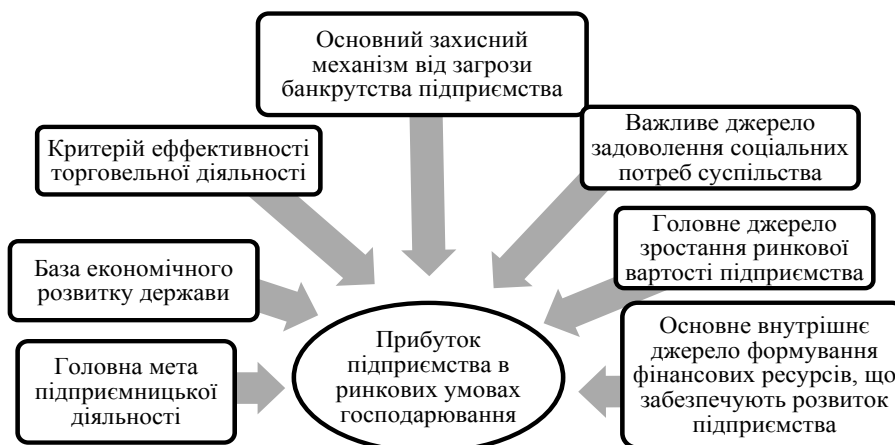 Основний захисний
механізм від загрози
банкрутства підприємства
Критерій еффективності
торговельної діяльності
Важливе джерело
задоволення соціальних
потреб суспільства
База економічного
розвитку держави
Головне джерело
зростання ринкової
вартості підприємства
Головна мета
підприємницької
діяльності
Прибуток
підприємства в
ринкових умовах
господарювання
Основне внутрішнє
джерело формування
фінансових ресурсів, що
забезпечують розвиток
підприємства